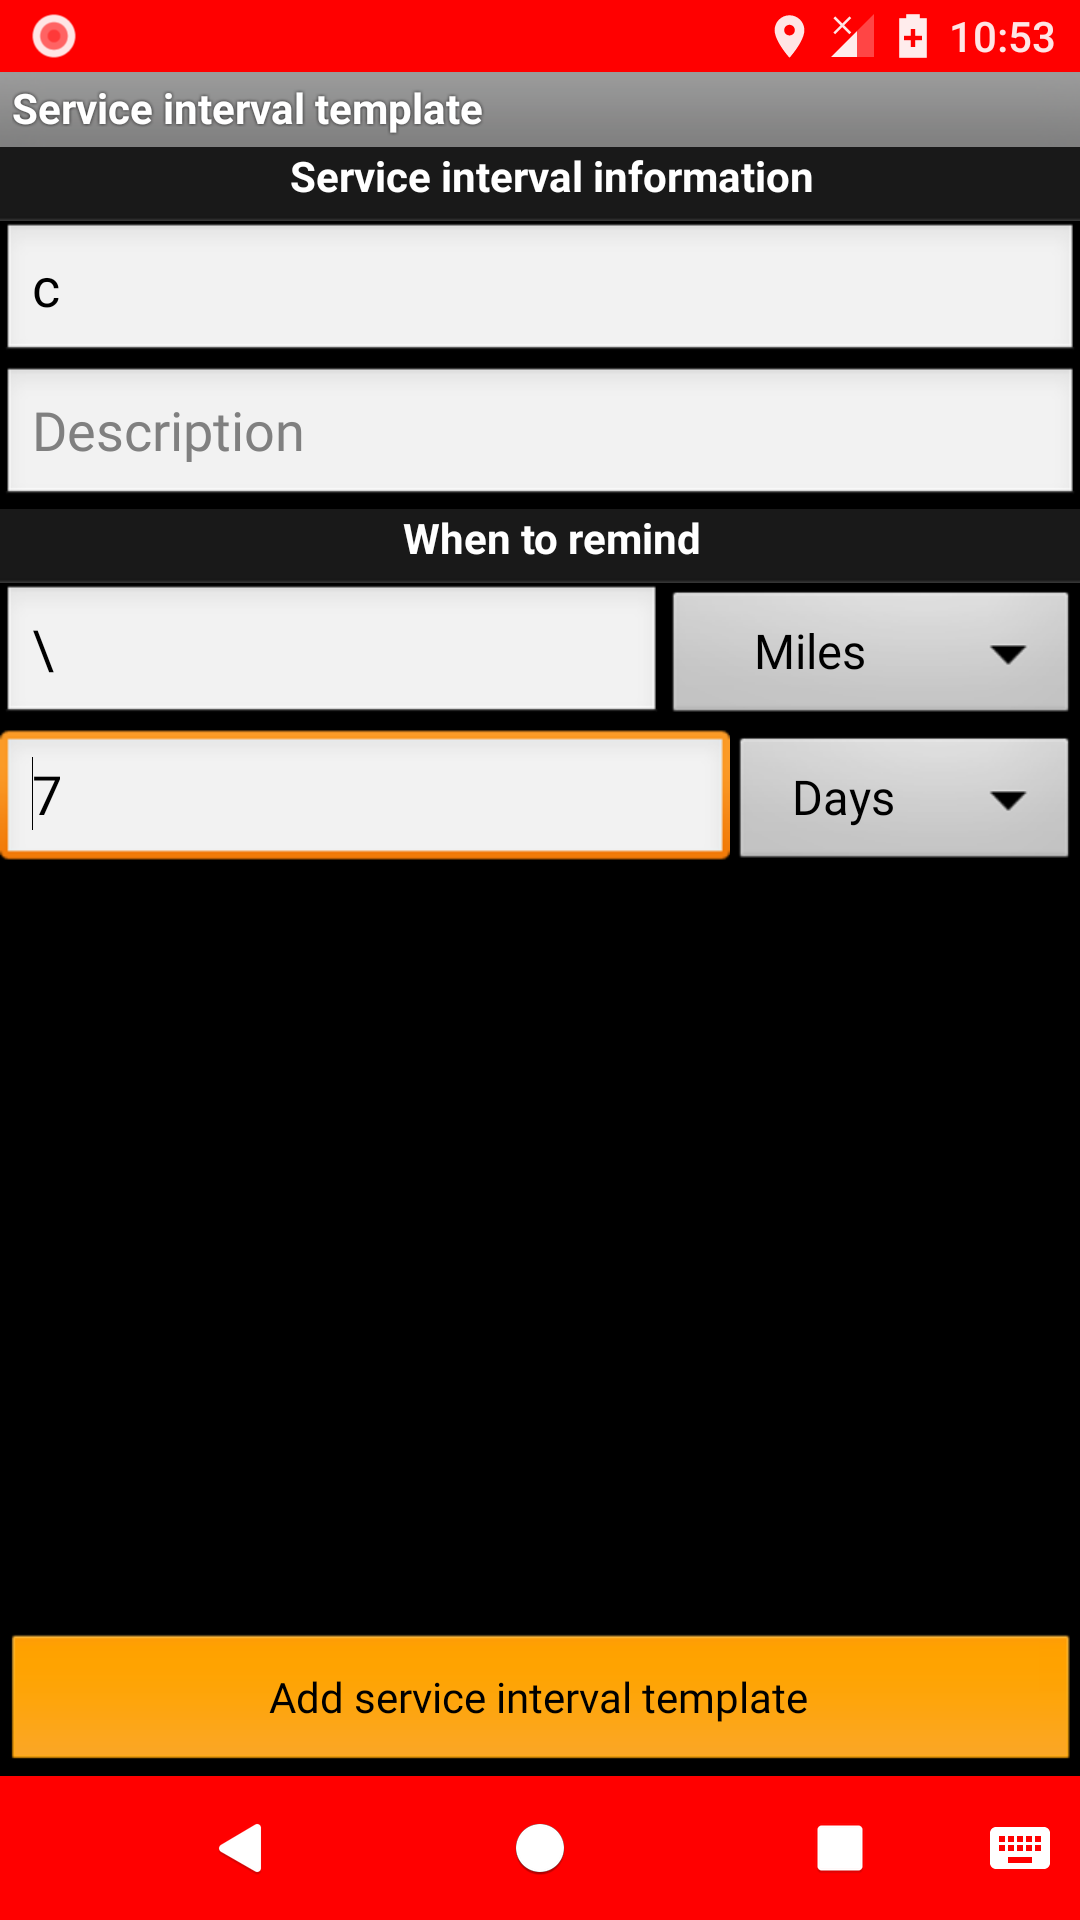 10:53
Service interval template
Service interval information
c
Description
When to remind
\
Miles
7
Days
Add service interval template